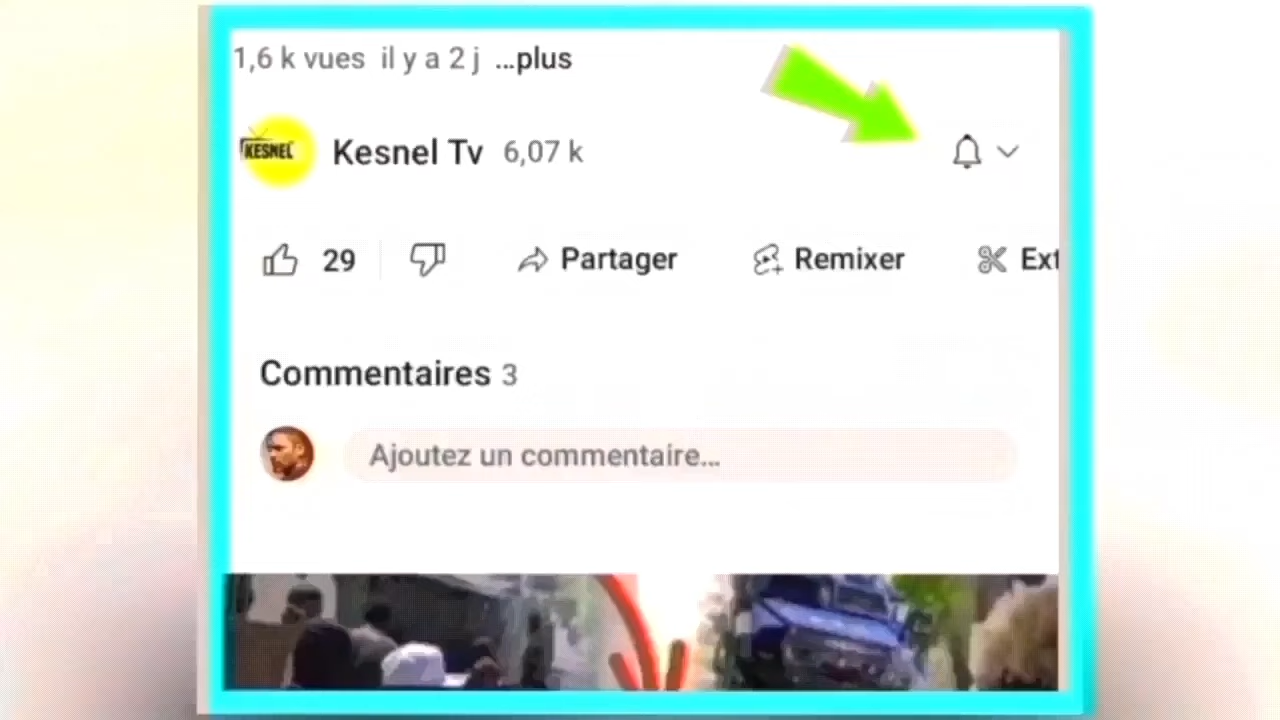 1,6 k vues il y a 2 j ...plus
KESNEL
Kesnel Tv 6,07 k
29 Partager Remixer Ext
Commentaires 3
Ajoutez un commentaire...